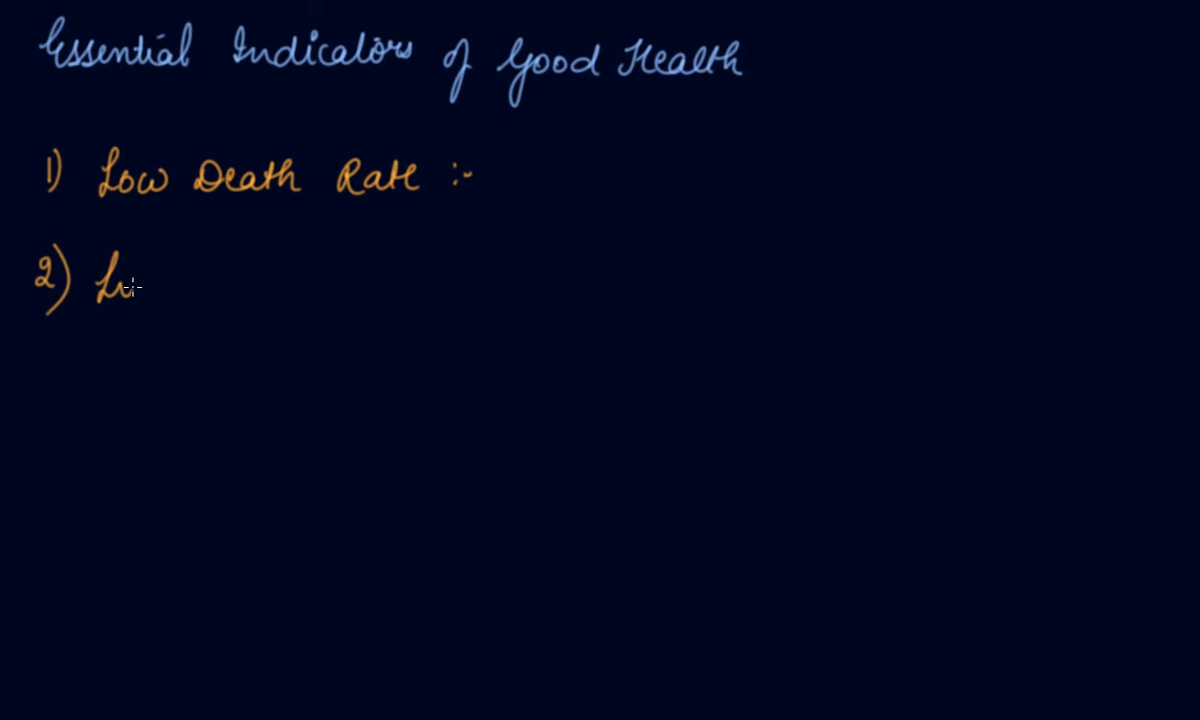 Essential Indicators of Good Health
1) Low Death Rate :-
2)